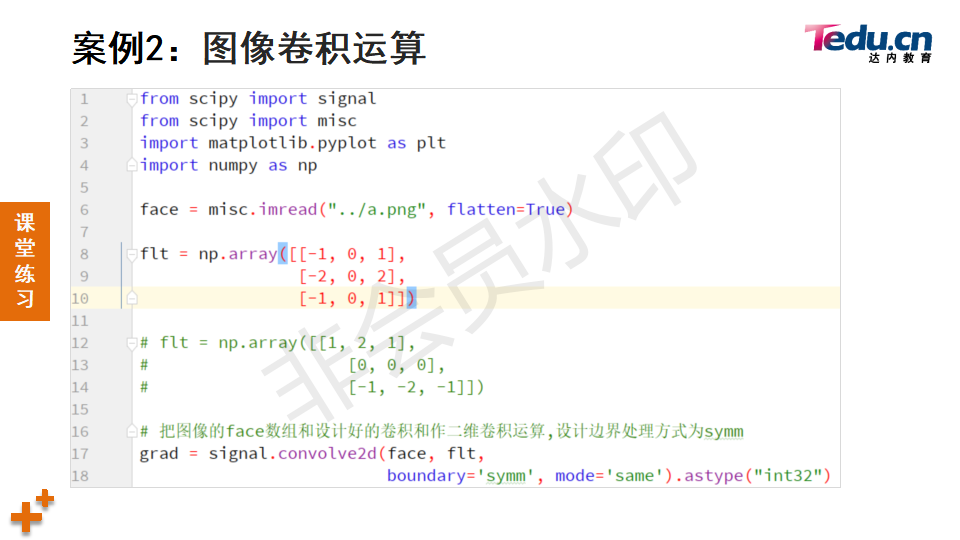 案例2：图像卷积运算
Tedu.cn
达内教育
课堂练习
1 from scipy import signal
2 from scipy import misc
3 import matplotlib.pyplot as plt
4 import numpy as np
5
6 face = misc.imread("../a.png", flatten=True)
7
8 flt = np.array([[-1, 0, 1],
9                 [-2, 0, 2],
10                [-1, 0, 1]])
11
12 # flt = np.array([[1, 2, 1],
13 #                 [0, 0, 0],
14 #                 [-1, -2, -1]])
15
16 # 把图像的face数组和设计好的卷积和作二维卷积运算,设计边界处理方式为symm
17 grad = signal.convolve2d(face, flt,
18                          boundary='symm', mode='same').astype("int32")
非会员水印